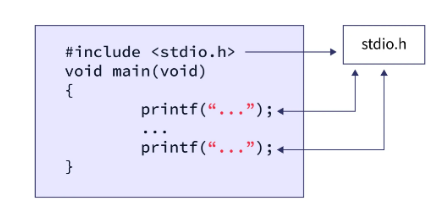 #include <stdio.h>
stdio.h
void main(void)
{
printf(“...”);
...
printf(“...”);
}